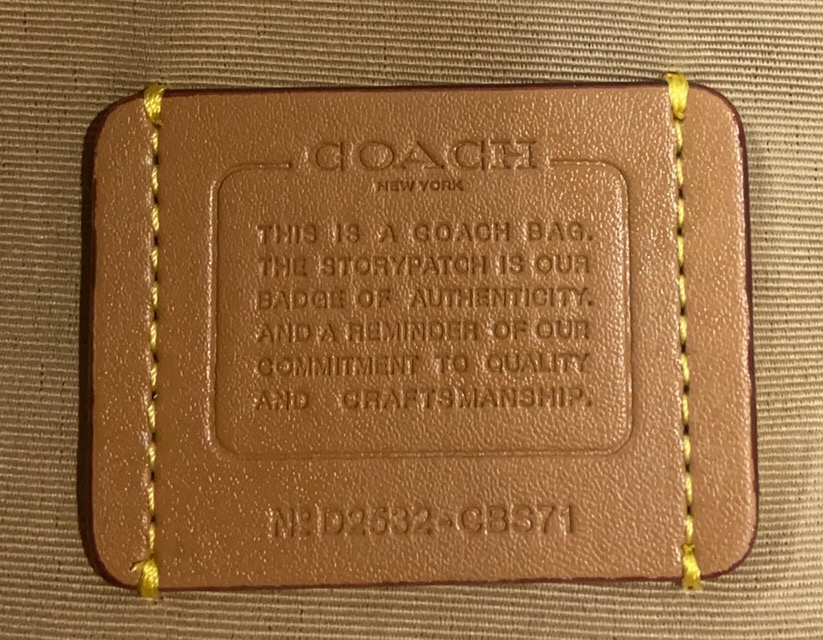 COACH
NEW YORK
THIS IS A COACH BAG.
THE STORYPATCH IS OUR
BADGE OF AUTHENTICITY.
AND A REMINDER OF OUR
COMMITMENT TO QUALITY
AND CRAFTSMANSHIP.
Nº D2532-CBS71